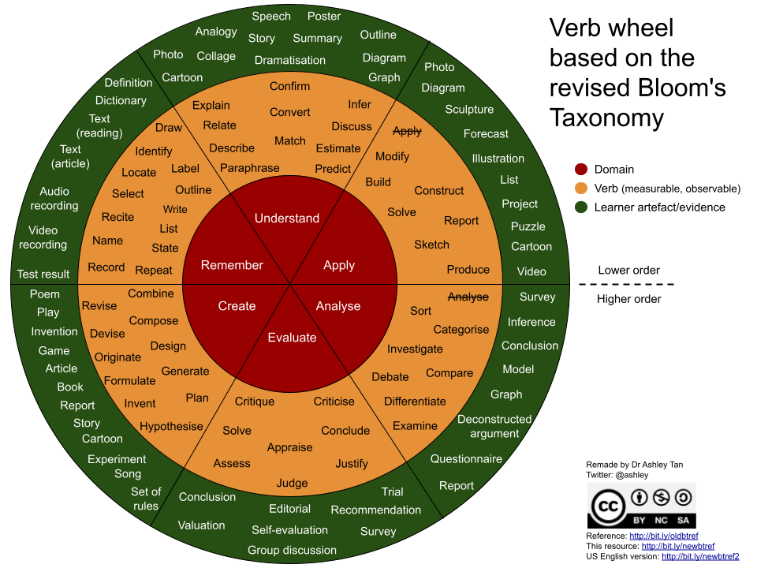 Verb wheel
based on the
revised Bloom's
Taxonomy
Domain
Verb (measurable, observable)
Learner artefact/evidence
Lower order
Higher order
Understand
Apply
Analyse
Evaluate
Create
Remember
Confirm
Explain
Infer
Convert
Relate
Discuss
Match
Describe
Estimate
Paraphrase
Predict
Speech
Poster
Analogy
Story
Summary
Outline
Photo
Collage
Dramatisation
Diagram
Cartoon
Graph
Apply
Modify
Build
Construct
Solve
Report
Sketch
Produce
Photo
Diagram
Sculpture
Forecast
Illustration
List
Project
Puzzle
Cartoon
Video
Analyse
Sort
Categorise
Investigate
Debate
Compare
Differentiate
Examine
Survey
Inference
Conclusion
Model
Graph
Deconstructed
argument
Questionnaire
Report
Critique
Criticise
Solve
Conclude
Appraise
Assess
Justify
Judge
Conclusion
Trial
Editorial
Recommendation
Valuation
Self-evaluation
Survey
Group discussion
Combine
Revise
Compose
Devise
Design
Originate
Generate
Formulate
Plan
Invent
Hypothesise
Poem
Play
Invention
Game
Article
Book
Report
Story
Cartoon
Experiment
Song
Set of
rules
Draw
Identify
Label
Locate
Outline
Select
Write
Recite
List
Name
State
Record
Repeat
Definition
Dictionary
Text
(reading)
Text
(article)
Audio
recording
Video
recording
Test result
Remade by Dr Ashley Tan
Twitter: @ashley
CC
BY NC SA
Reference: http://bit.ly/oldbtref
This resource: http://bit.ly/newbtref
US English version: http://bit.ly/newbtref2